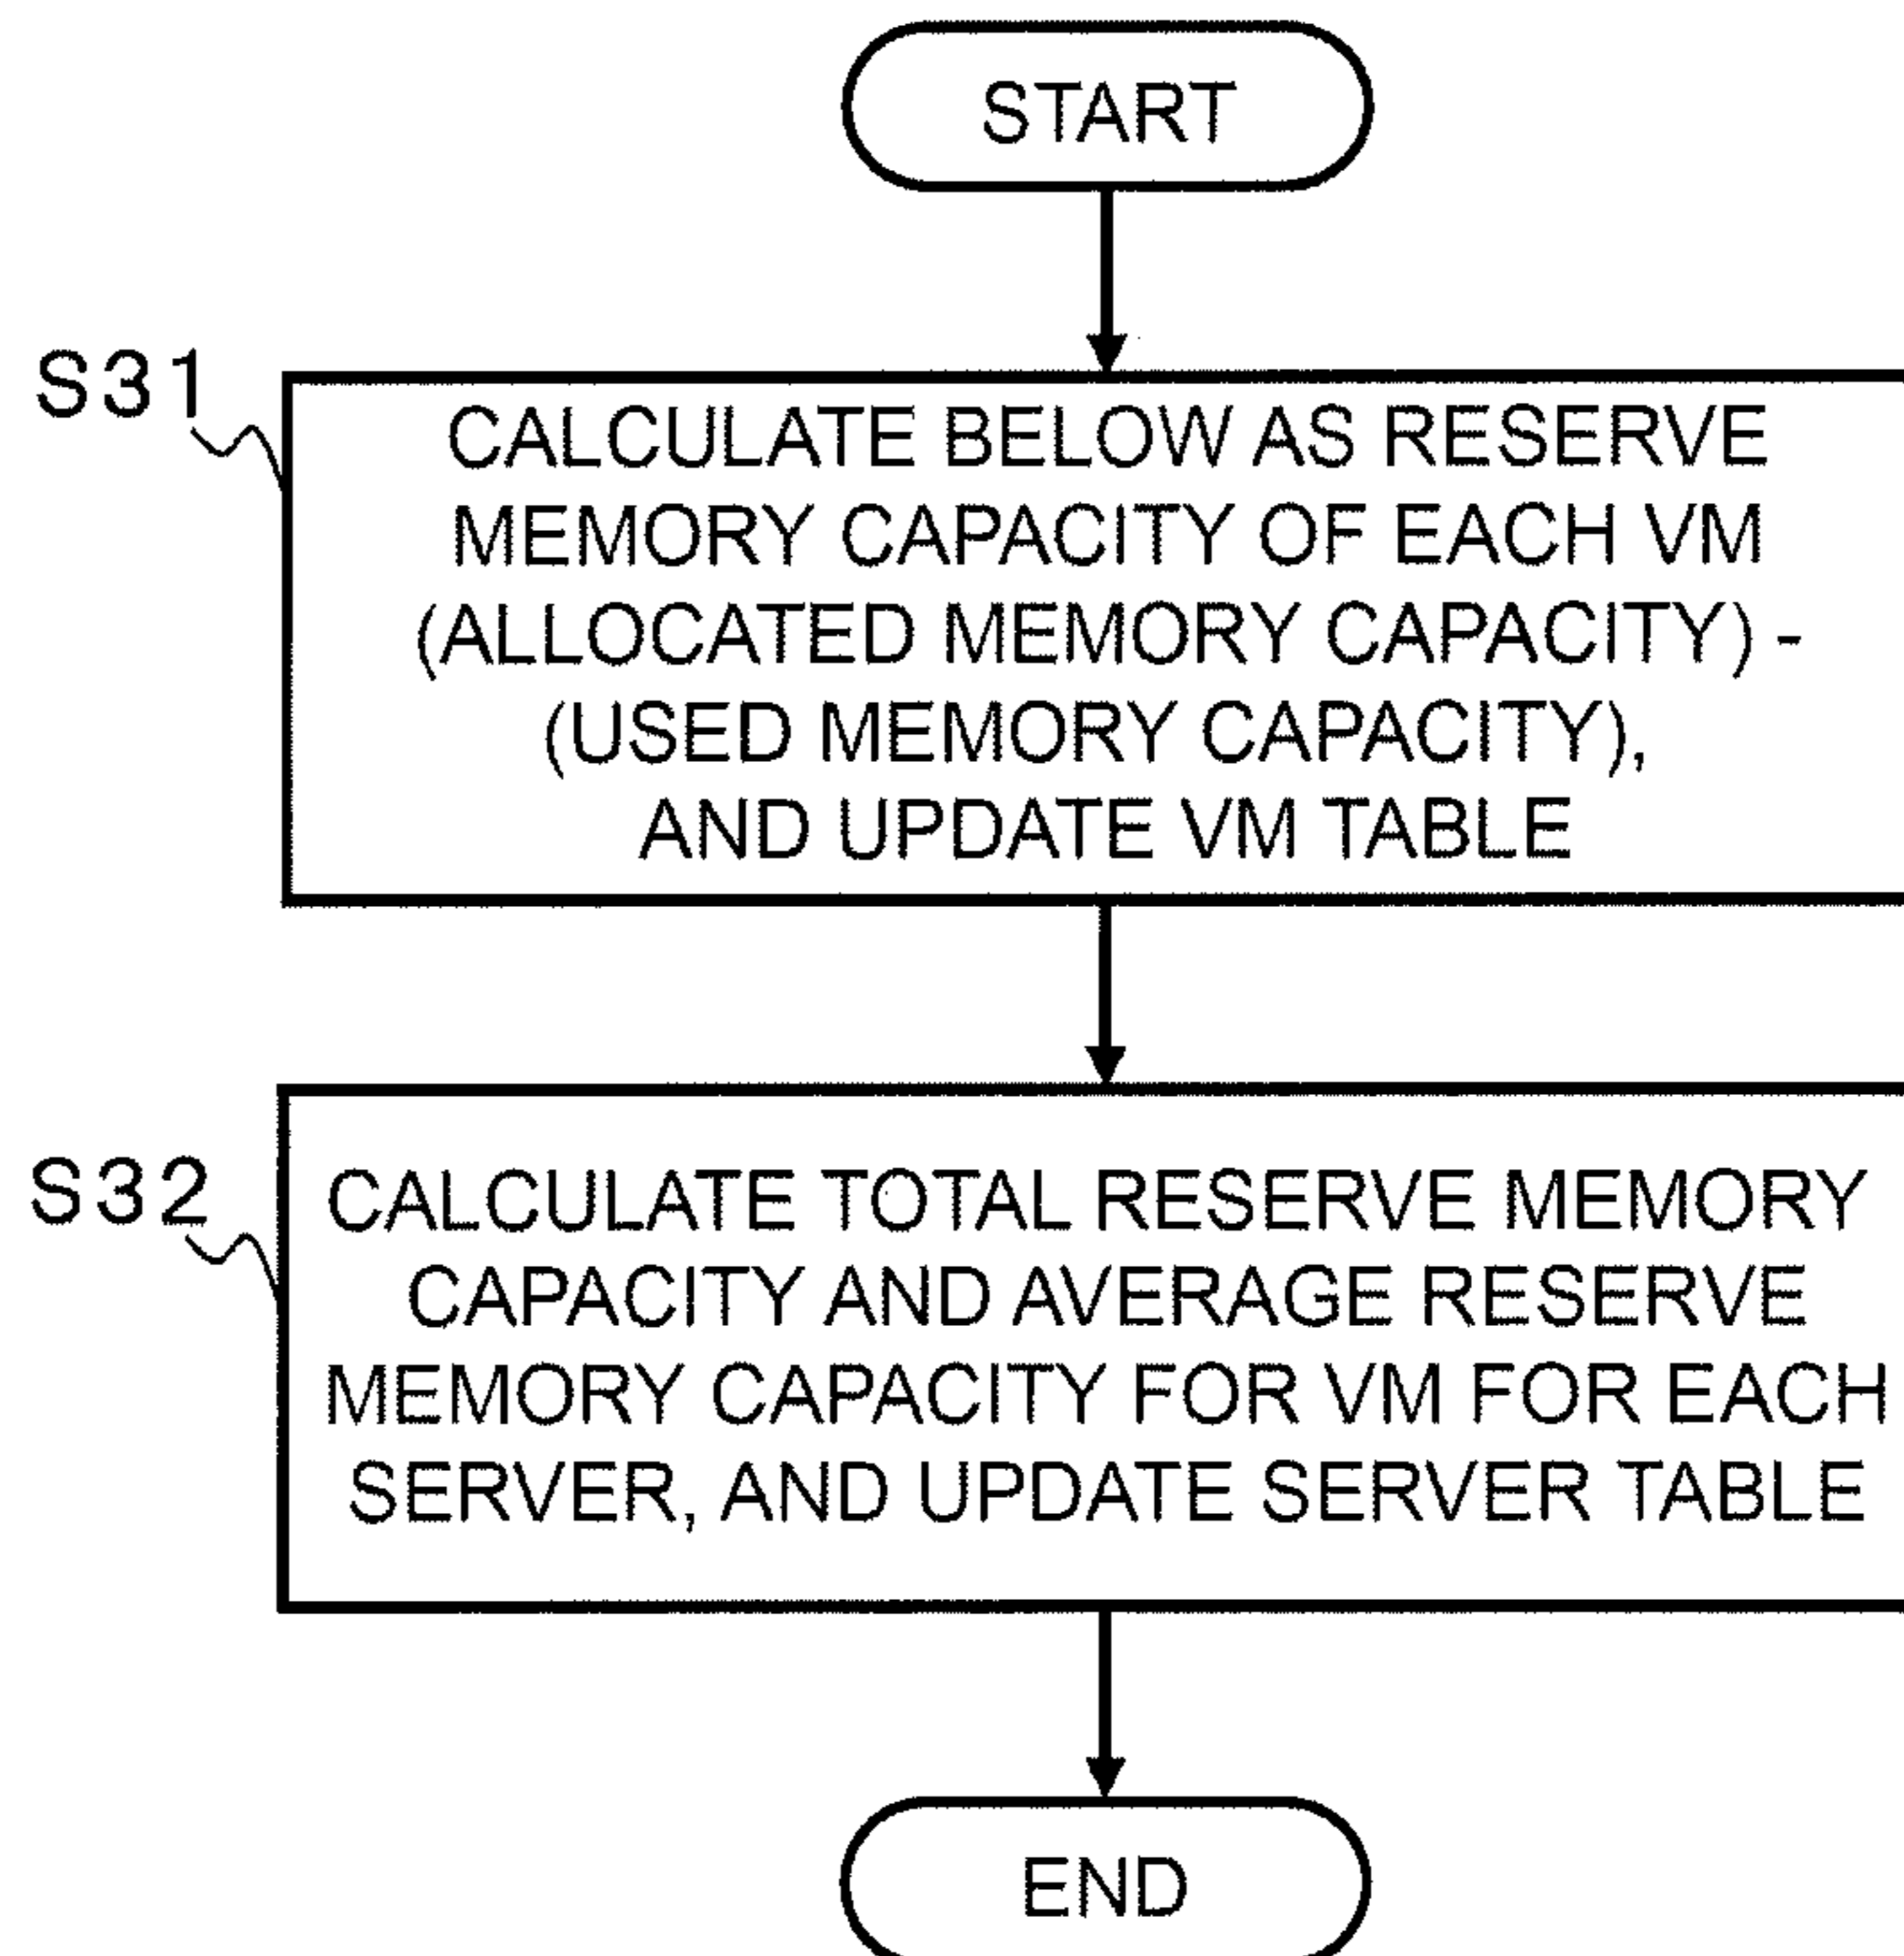 START
S31
CALCULATE BELOW AS RESERVE
MEMORY CAPACITY OF EACH VM
(ALLOCATED MEMORY CAPACITY) -
(USED MEMORY CAPACITY),
AND UPDATE VM TABLE
S32
CALCULATE TOTAL RESERVE MEMORY
CAPACITY AND AVERAGE RESERVE
MEMORY CAPACITY FOR VM FOR EACH
SERVER, AND UPDATE SERVER TABLE
END